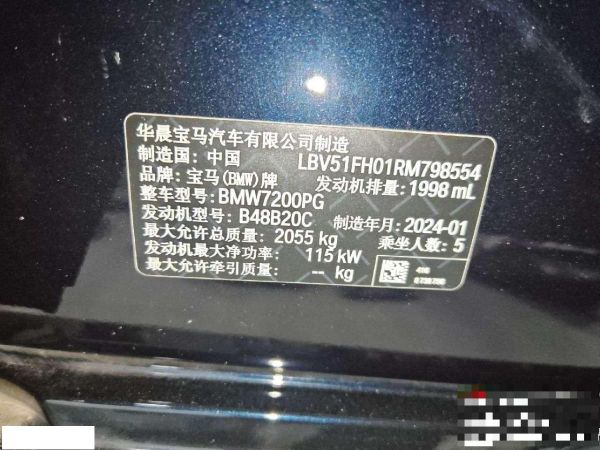 华晨宝马汽车有限公司制造
制造国: 中国 LBV51FH01RM798554
品牌: 宝马(BMW)牌 发动机排量: 1998 mL
整车型号: BMW7200PG
发动机型号: B48B20C 制造年月: 2024-01
最大允许总质量: 2055 kg 乘坐人数: 5
发动机最大净功率: 115 kW
最大允许牵引质量: -- kg